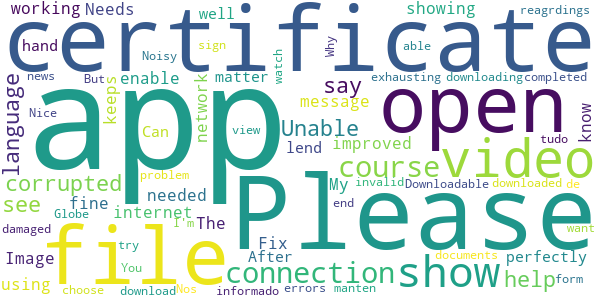 working Needs well showing reagrdings
certificate
hand Noisy sign Why able
language news But keeps enable matter watch exhausting downloading completed
app open
network say message know
Nice Can Unable
view lend improved
course video
corrupted problem My invalid Downloadable downloaded de
see fine needed Please
Globe internet I'm The end
damaged file Fix try want
Image After show documents perfectly
using You connection help
choose download Nos informado errors manten form tudo